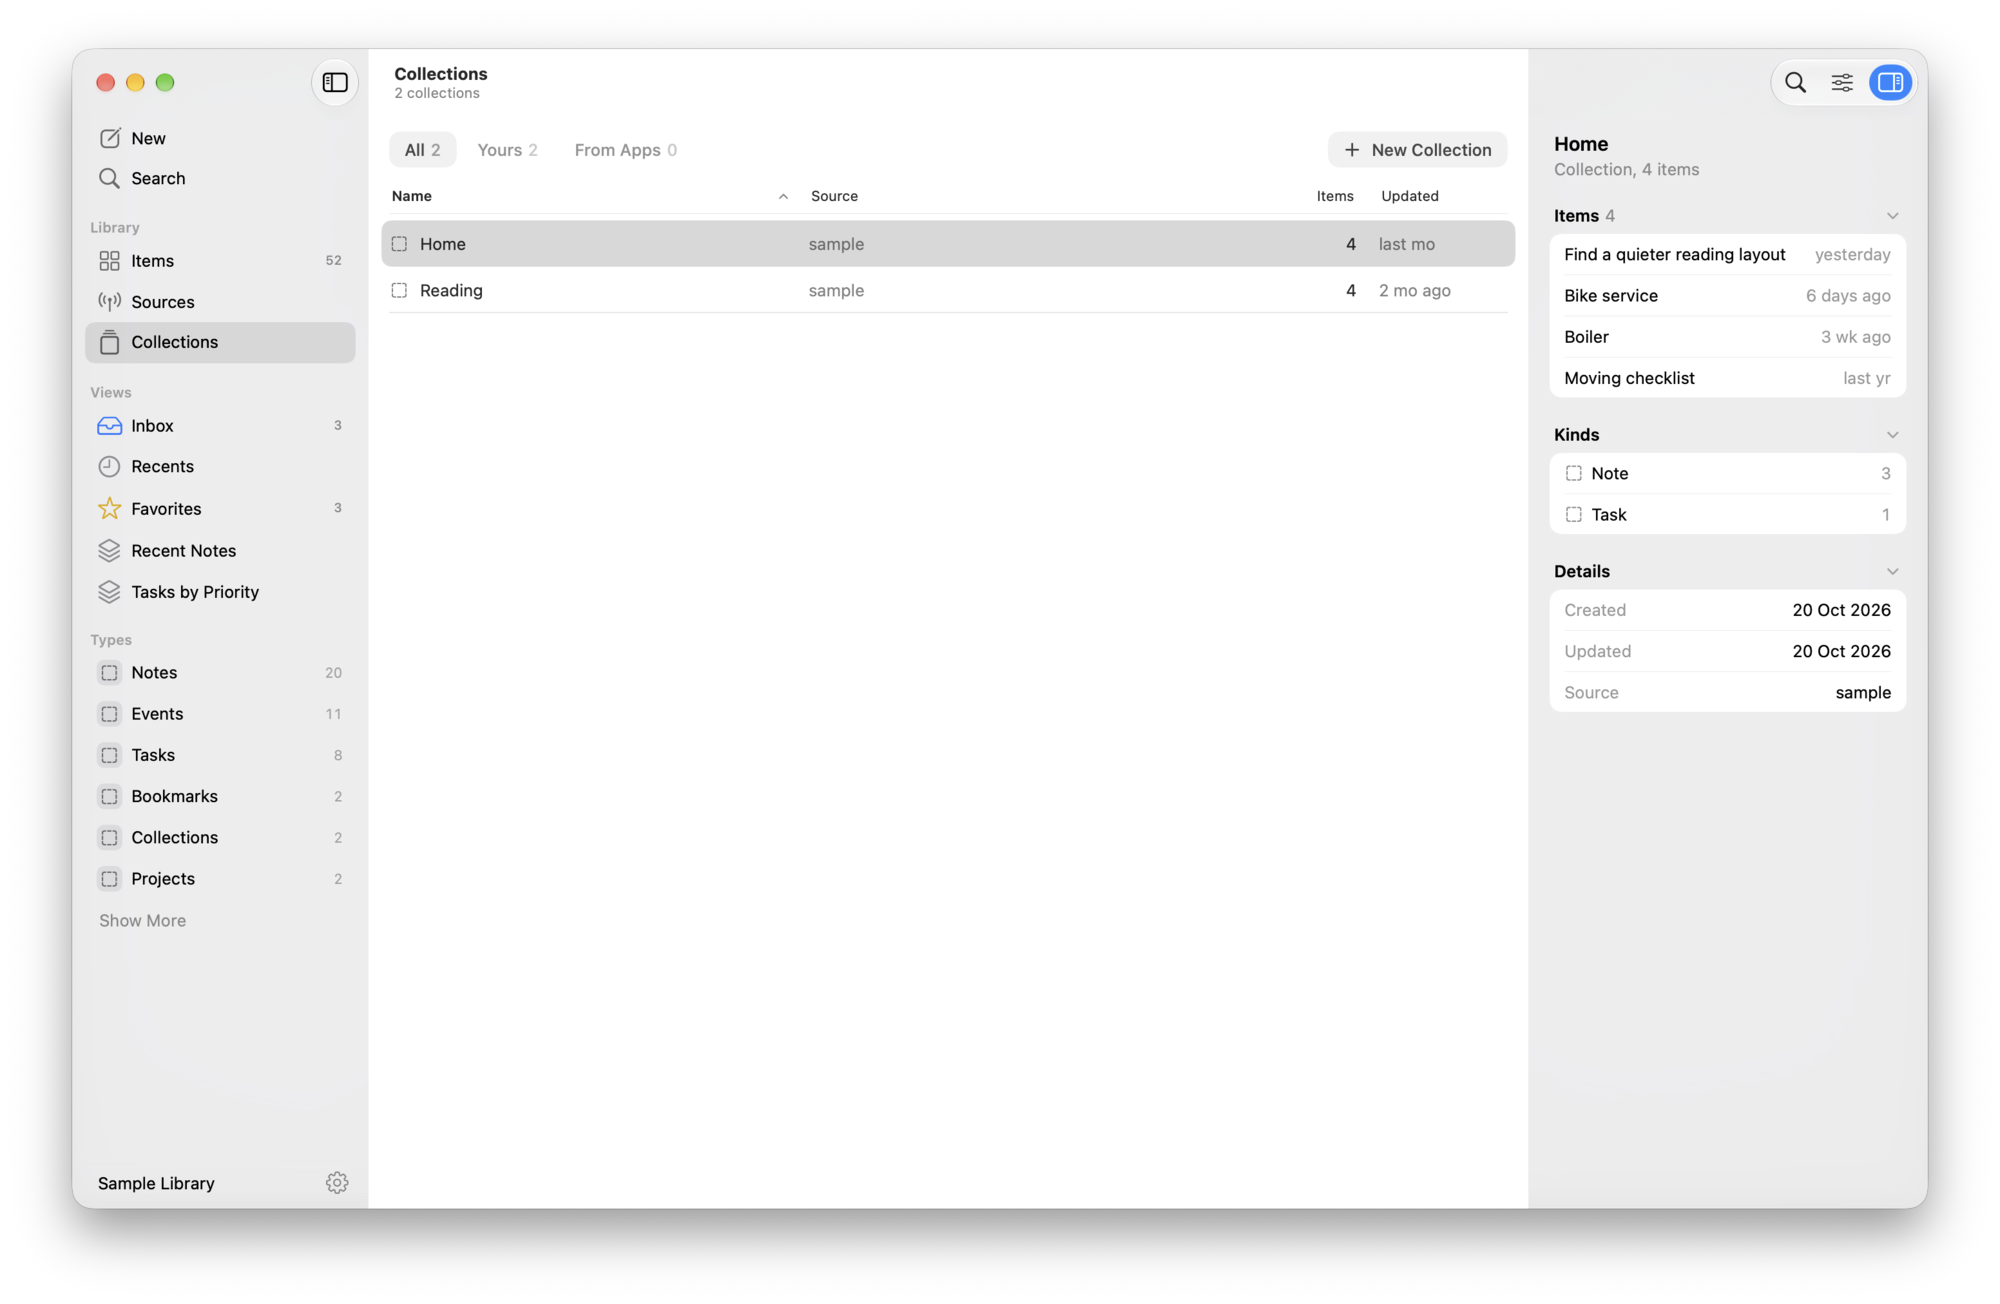 New
Search
Library
Items 52
Sources
Collections
Views
Inbox 3
Recents
Favorites 3
Recent Notes
Tasks by Priority
Types
Notes 20
Events 11
Tasks 8
Bookmarks 2
Collections 2
Projects 2
Show More
Sample Library
Collections
2 collections
All 2 Yours 2 From Apps 0 New Collection
Name Source Items Updated
Home sample 4 last mo
Reading sample 4 2 mo ago
Home
Collection, 4 items
Items 4
Find a quieter reading layout yesterday
Bike service 6 days ago
Boiler 3 wk ago
Moving checklist last yr
Kinds
Note 3
Task 1
Details
Created 20 Oct 2026
Updated 20 Oct 2026
Source sample